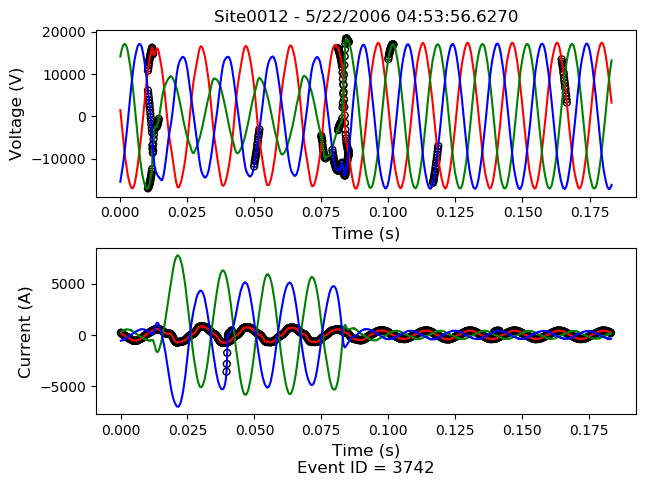 Site0012 - 5/22/2006 04:53:56.6270
Voltage (V)
20000
10000
0
−10000
0.000 0.025 0.050 0.075 0.100 0.125 0.150 0.175
Time (s)
Current (A)
5000
0
−5000
0.000 0.025 0.050 0.075 0.100 0.125 0.150 0.175
Time (s)
Event ID = 3742